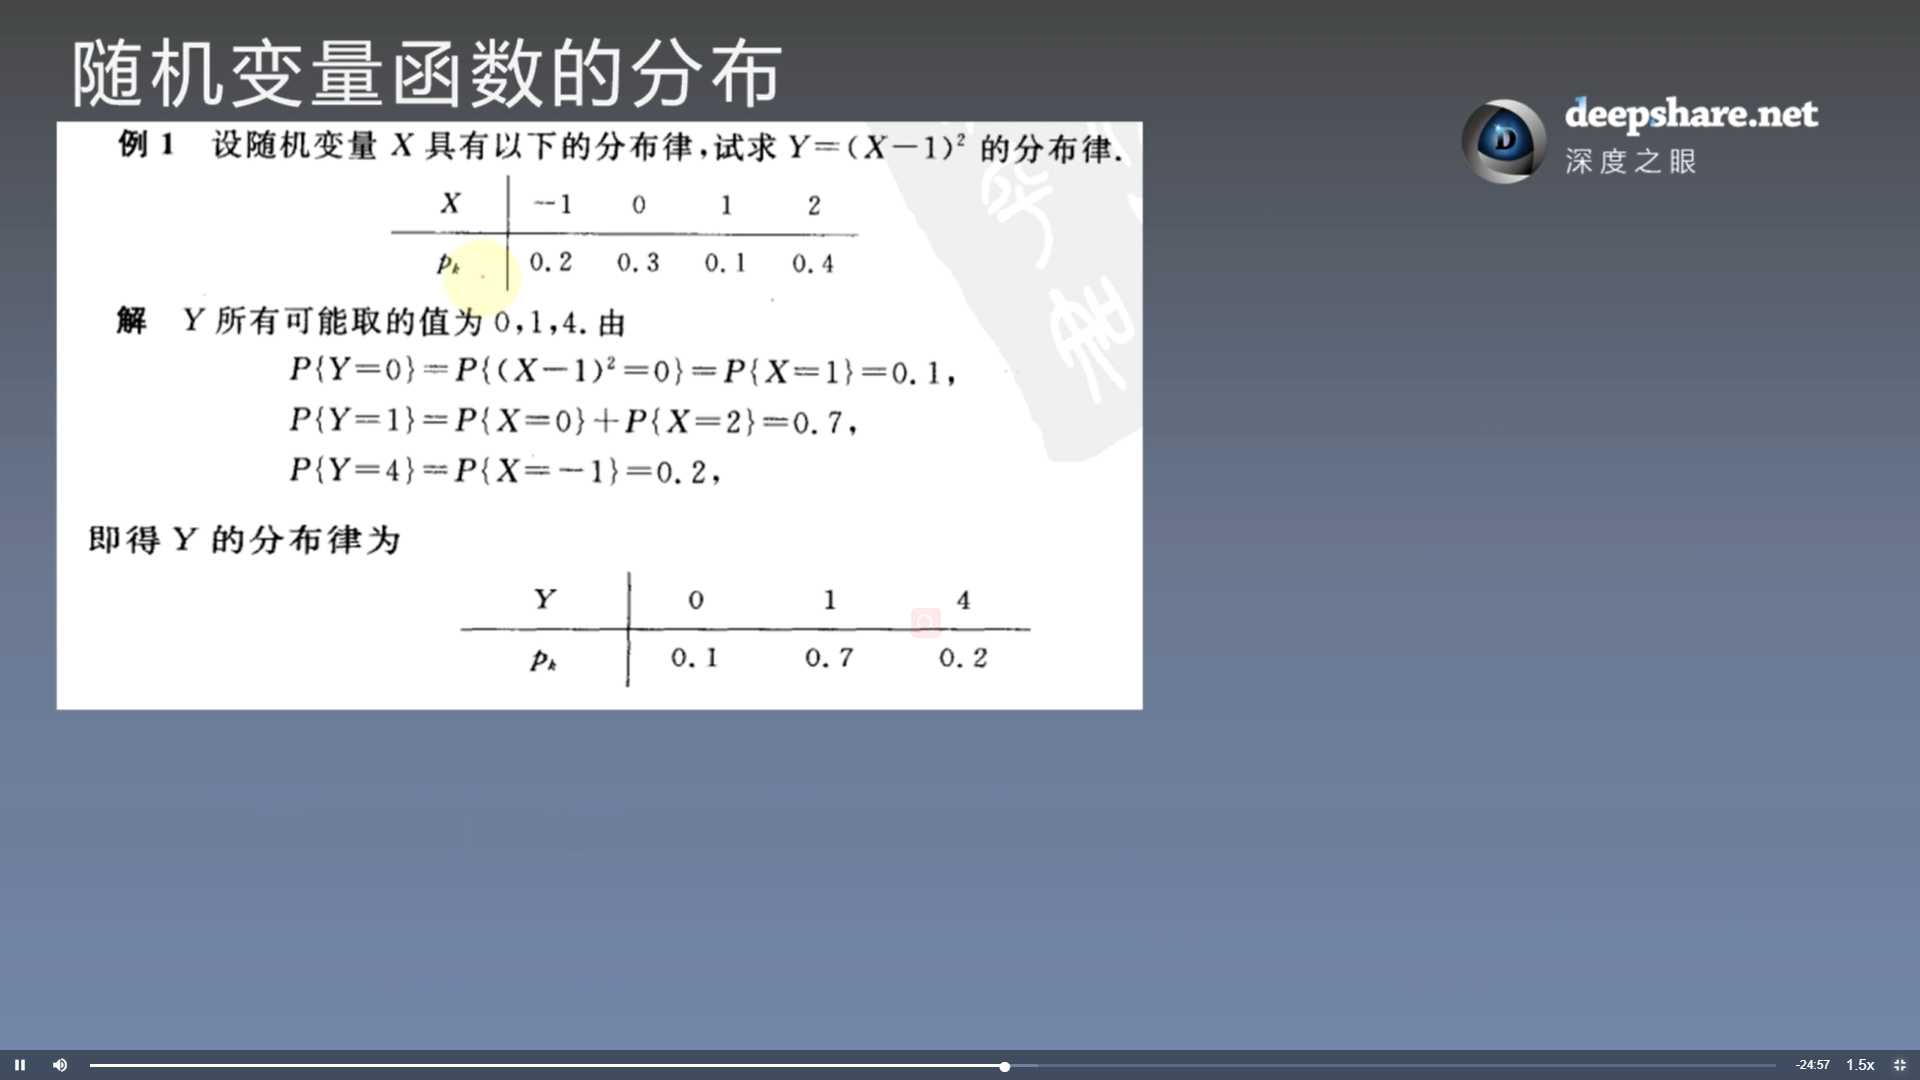 随机变量函数的分布
deepshare.net
深度之眼
例 1 设随机变量 X 具有以下的分布律,试求 Y=(X−1)² 的分布律.
X −1 0 1 2
pₖ 0.2 0.3 0.1 0.4
解 Y 所有可能取的值为 0,1,4. 由
P{Y=0}=P{(X−1)²=0}=P{X=1}=0.1,
P{Y=1}=P{X=0}+P{X=2}=0.7,
P{Y=4}=P{X=−1}=0.2,
即得 Y 的分布律为
Y 0 1 4
pₖ 0.1 0.7 0.2
-24:57 1.5x